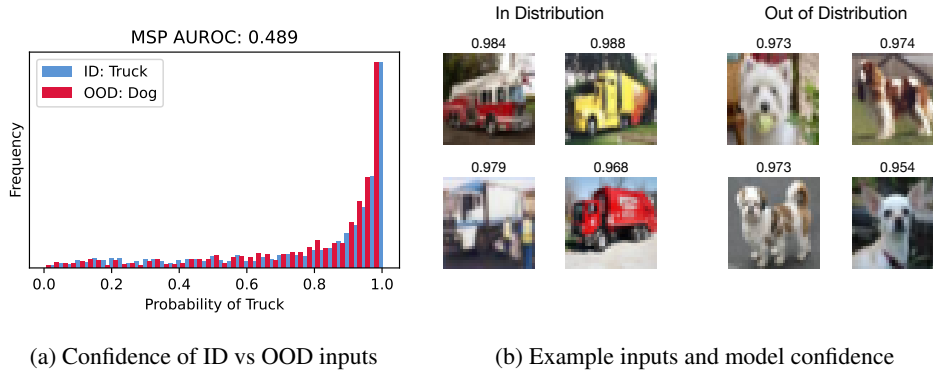 MSP AUROC: 0.489
ID: Truck
OOD: Dog
Frequency
0.0 0.2 0.4 0.6 0.8 1.0
Probability of Truck
(a) Confidence of ID vs OOD inputs
In Distribution
Out of Distribution
0.984 0.988 0.973 0.974
0.979 0.968 0.973 0.954
(b) Example inputs and model confidence